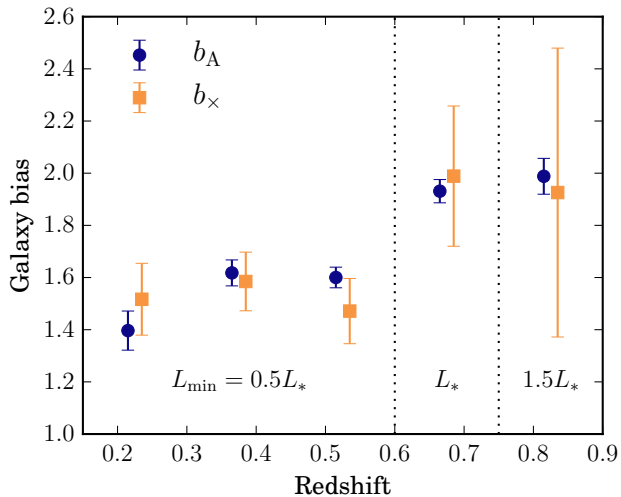 2.6
2.4
2.2
2.0
1.8
1.6
1.4
1.2
1.0
Galaxy bias
b_A
b_×
L_min = 0.5L_*
L_*
1.5L_*
0.2 0.3 0.4 0.5 0.6 0.7 0.8 0.9
Redshift